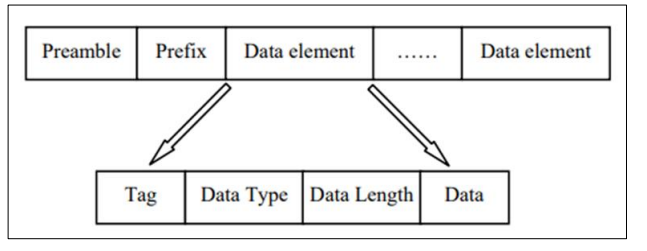 Preamble Prefix Data element ...... Data element
Tag Data Type Data Length Data